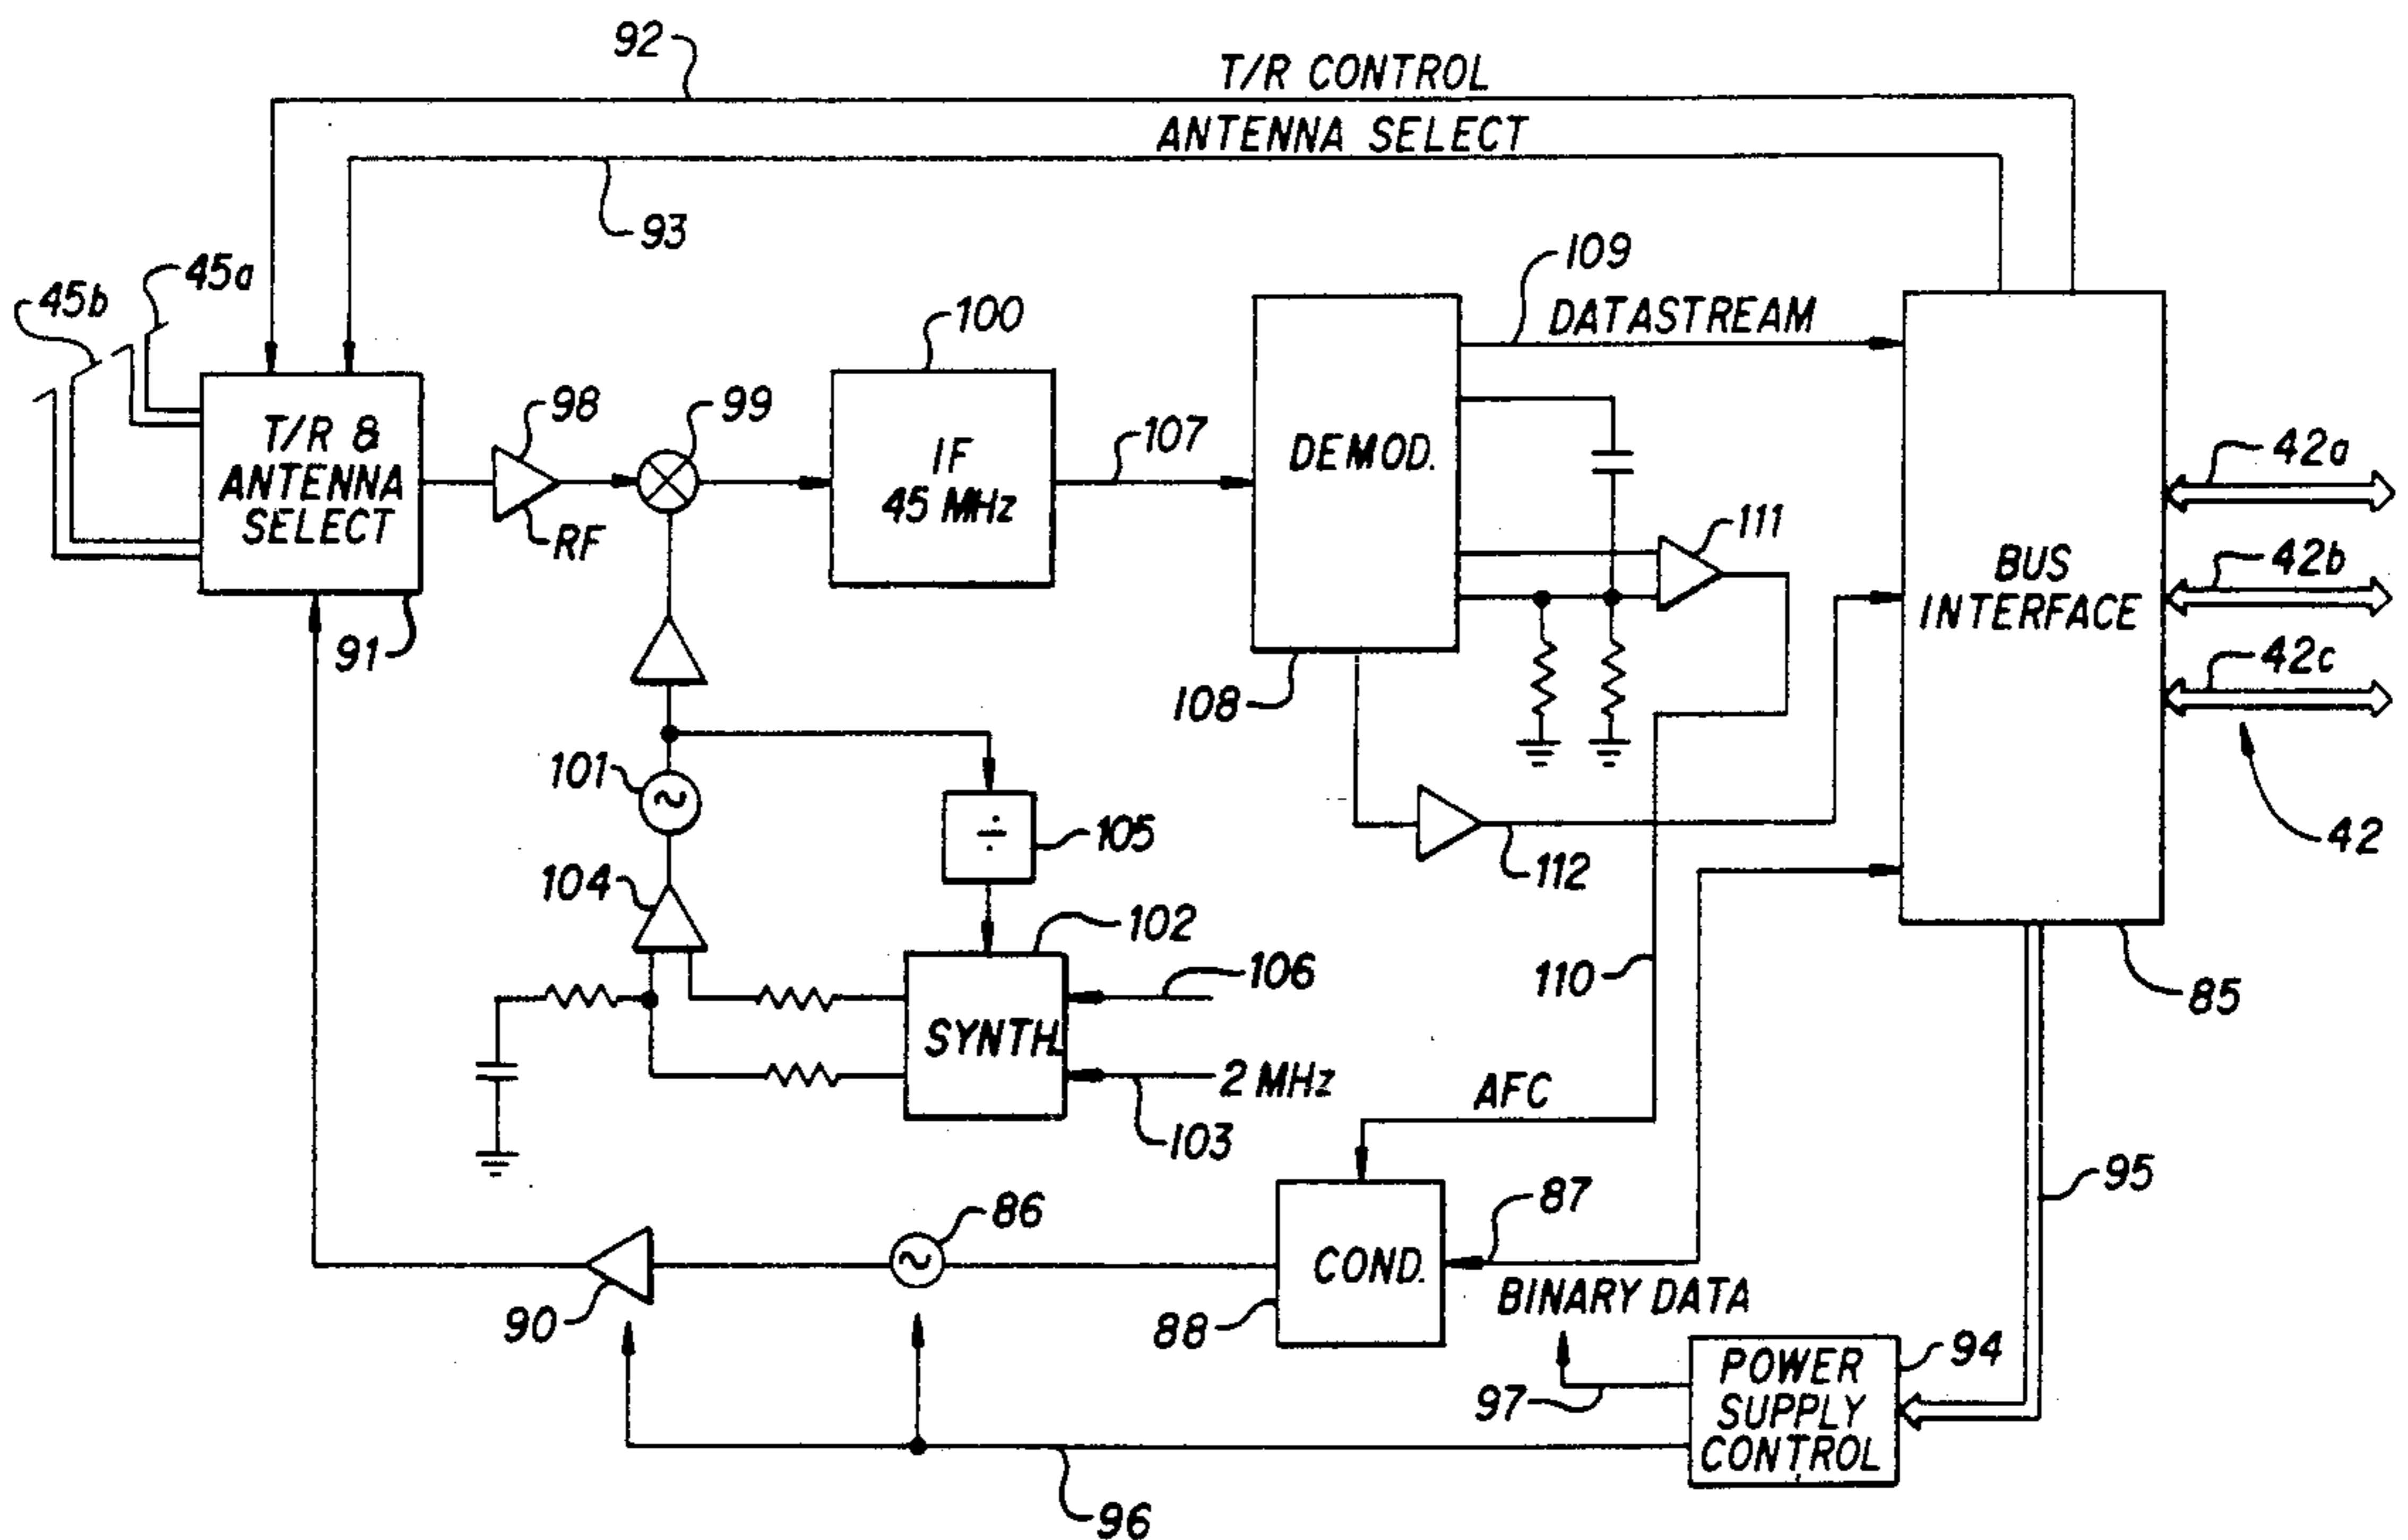 92
T/R CONTROL
ANTENNA SELECT
93
109
45a
45b
100
DATASTREAM
98
99
T/R &
ANTENNA
SELECT
RF
IF
45 MHz
107
DEMOD.
42a
111
42b
BUS
INTERFACE
91
42c
108
101
105
112
42
104
102
106
110
85
SYNTH.
2 MHz
103
AFC
95
86
87
COND.
BINARY DATA
90
88
94
POWER
SUPPLY
CONTROL
97
96